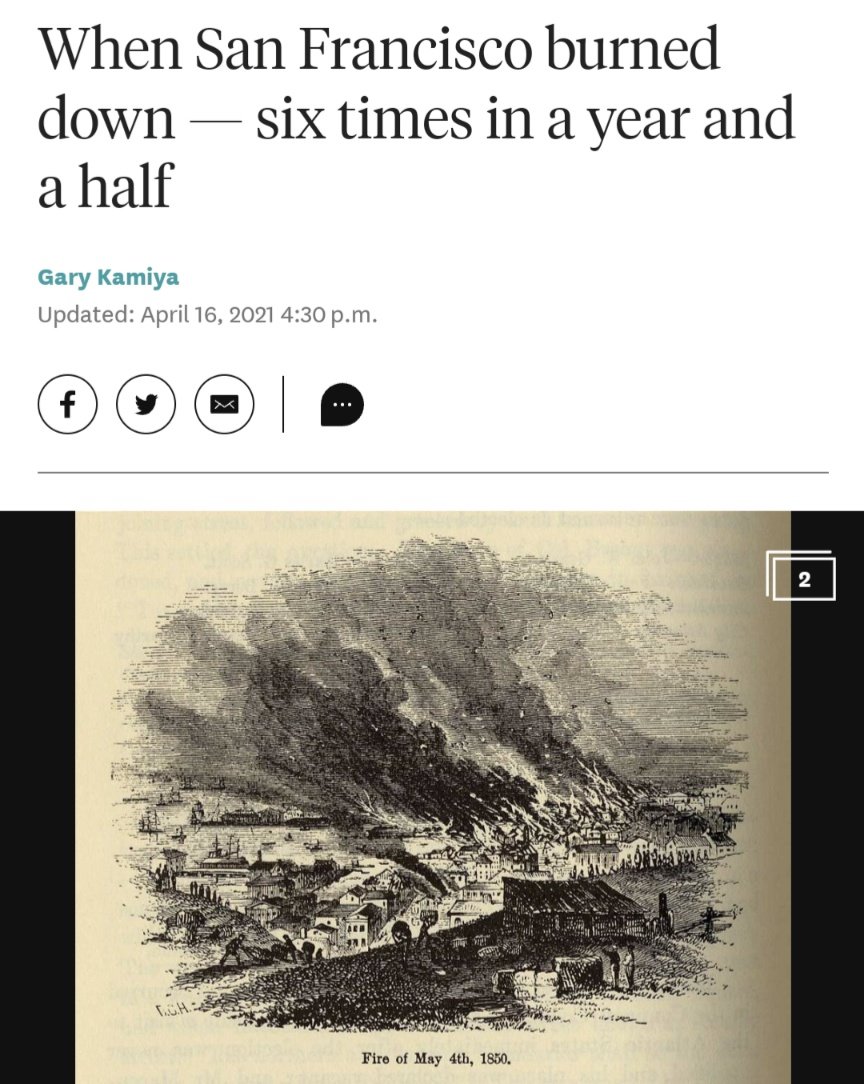 When San Francisco burned
down — six times in a year and
a half
Gary Kamiya
Updated: April 16, 2021 4:30 p.m.
2
Fire of May 4th, 1850.